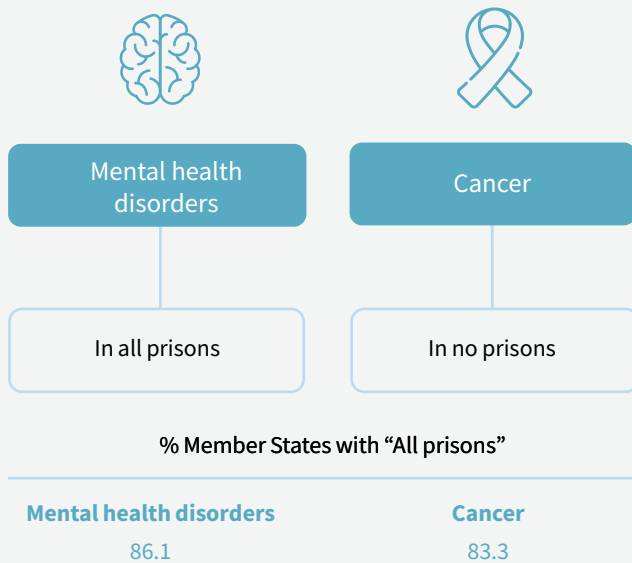 Mental health
disorders
Cancer
In all prisons
In no prisons
% Member States with “All prisons”
Mental health disorders
Cancer
86.1
83.3